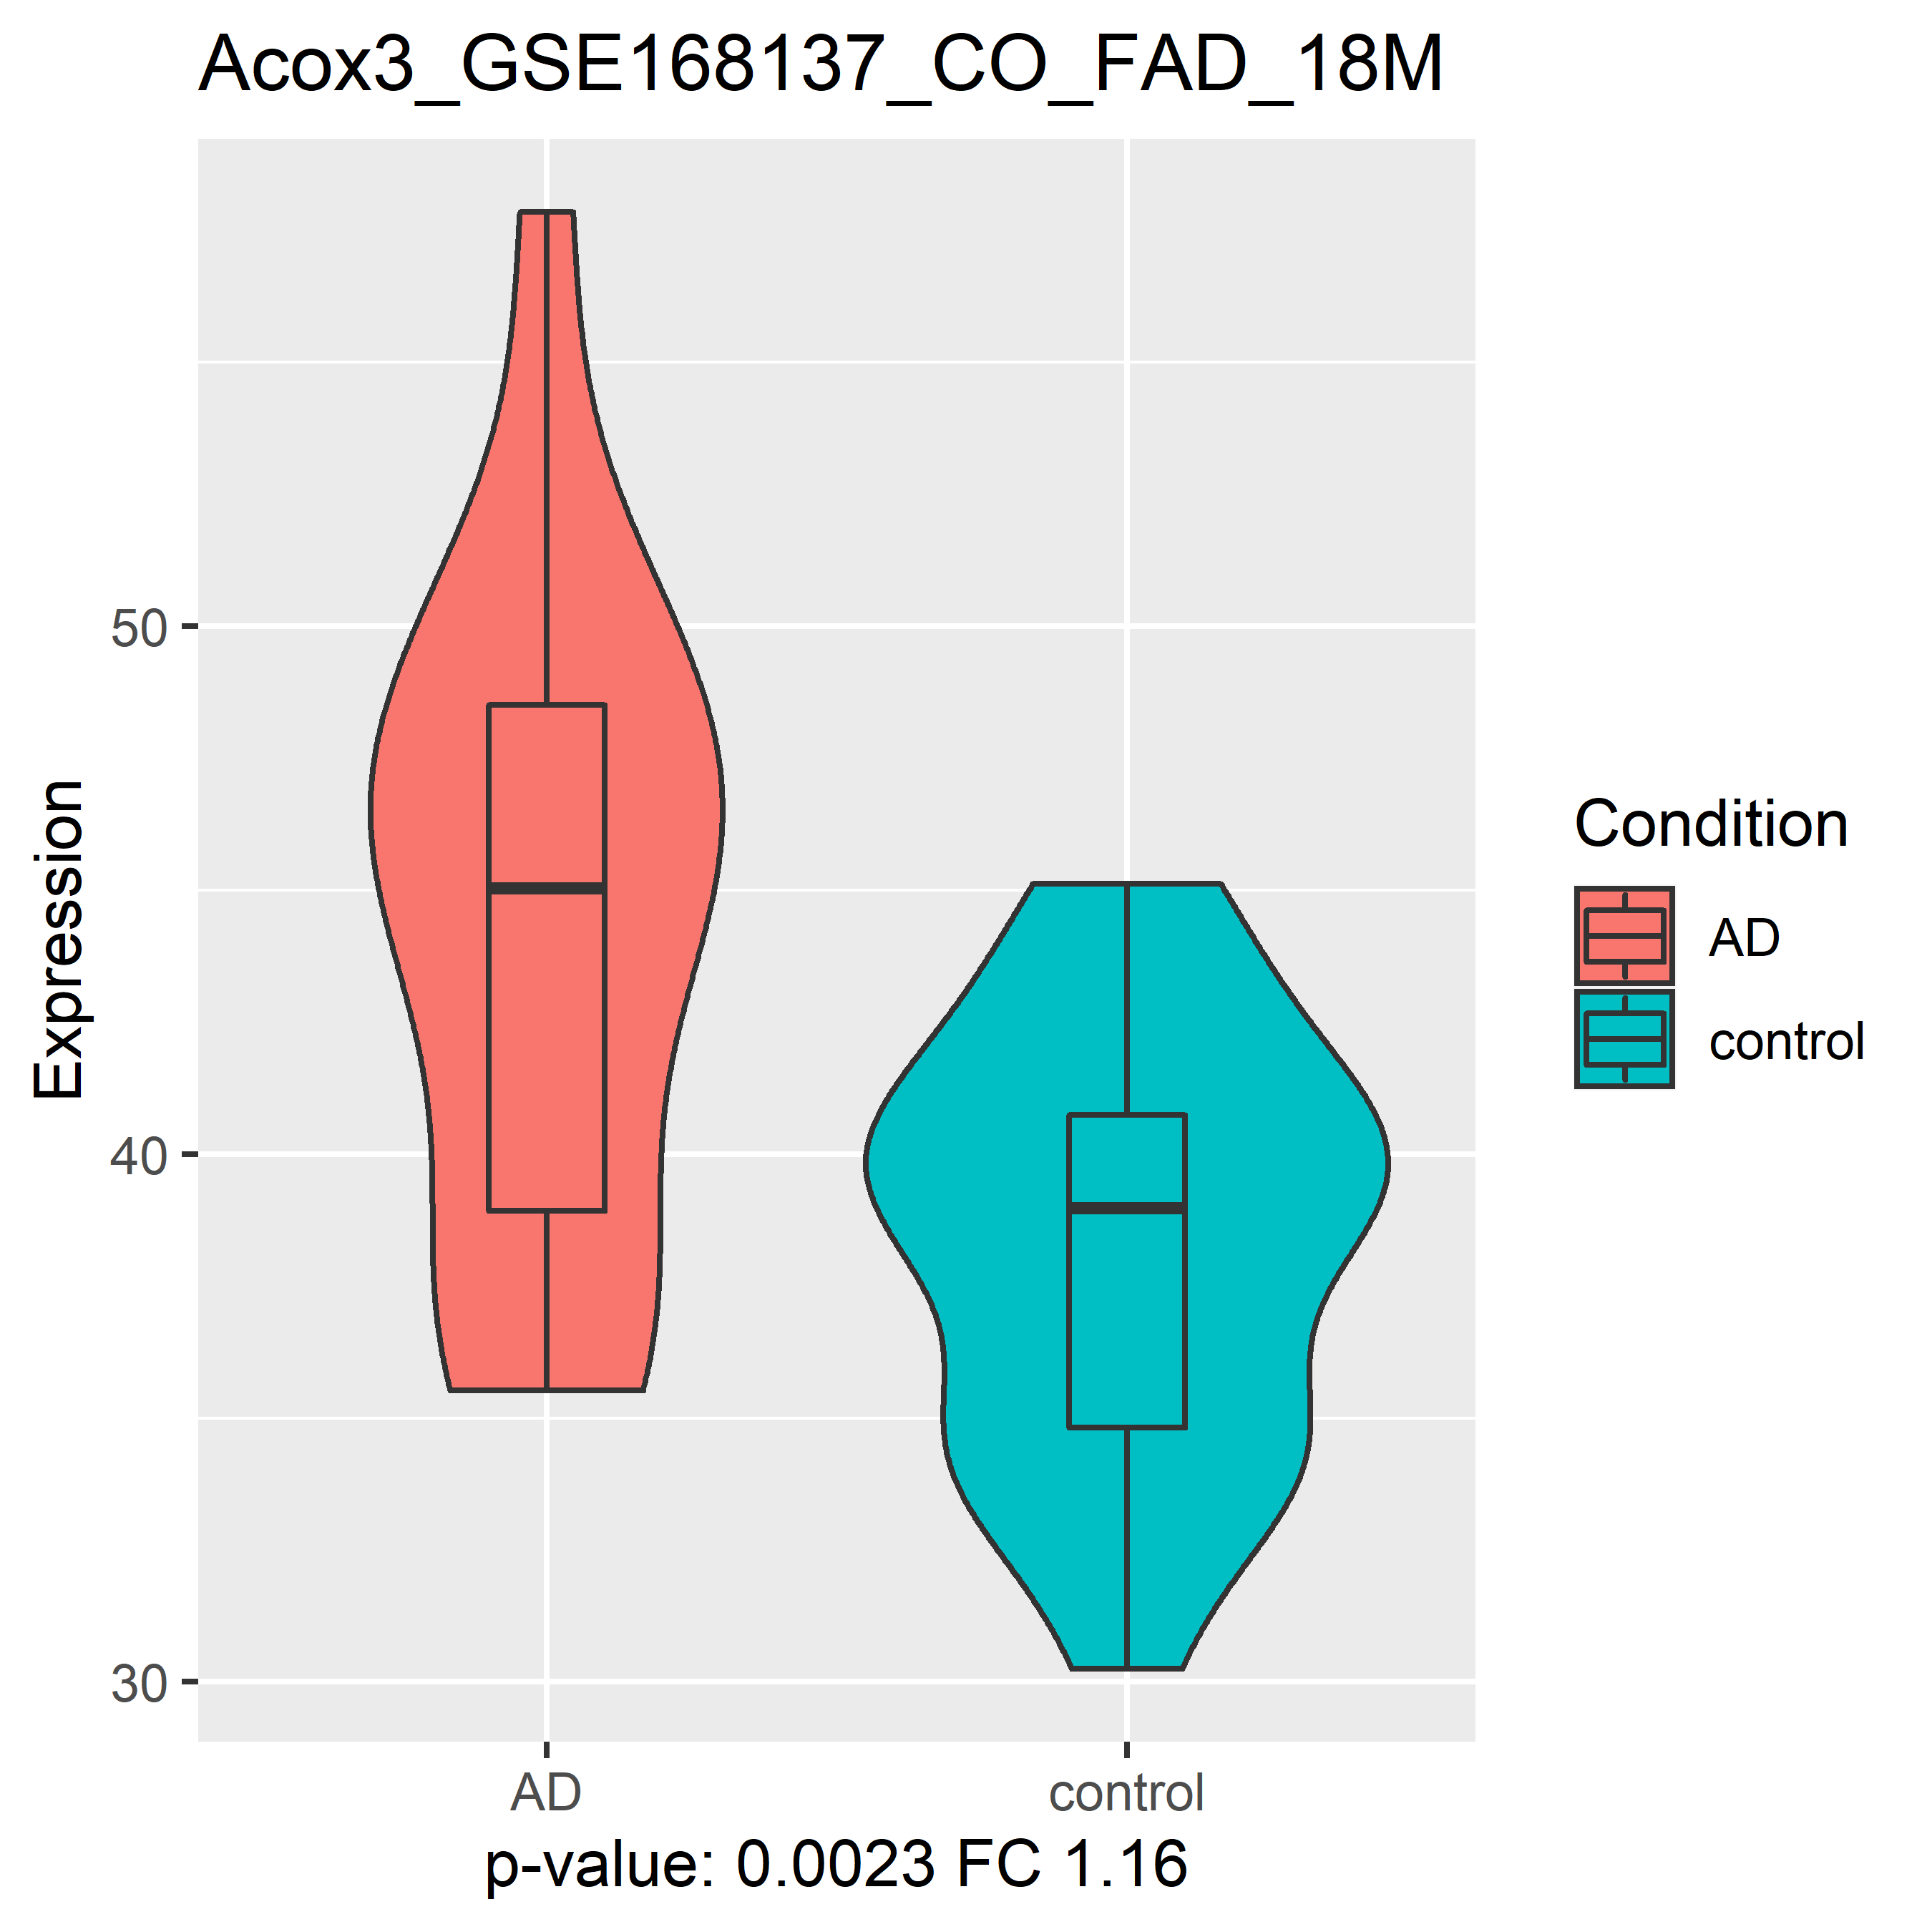 Acox3_GSE168137_CO_FAD_18M
Expression
50
40
30
AD
control
p-value: 0.0023 FC 1.16
Condition
AD
control